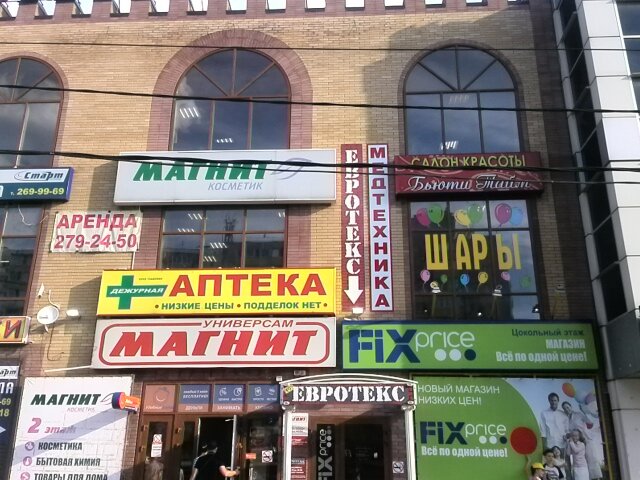 МАГНИТ
КОСМЕТИК
Старт
т. 269-99-69
АРЕНДА
279-24-50
ЕВРОТЕКС
МЕДТЕХНИКА
САЛОН КРАСОТЫ
Бьюти Тайм
ШАРЫ
ДЕЖУРНАЯ
АПТЕКА
• НИЗКИЕ ЦЕНЫ • ПОДДЕЛОК НЕТ •
УНИВЕРСАМ
МАГНИТ
FiX price
Цокольный этаж
МАГАЗИН
Всё по одной цене!
МАГНИТ
КОСМЕТИК
2 этаж
КОСМЕТИКА
БЫТОВАЯ ХИМИЯ
ТОВАРЫ ДЛЯ ДОМА
ЕВРОТЕКС
FiX
price
НОВЫЙ МАГАЗИН
НИЗКИХ ЦЕН!
FiX price
Всё по одной цене!